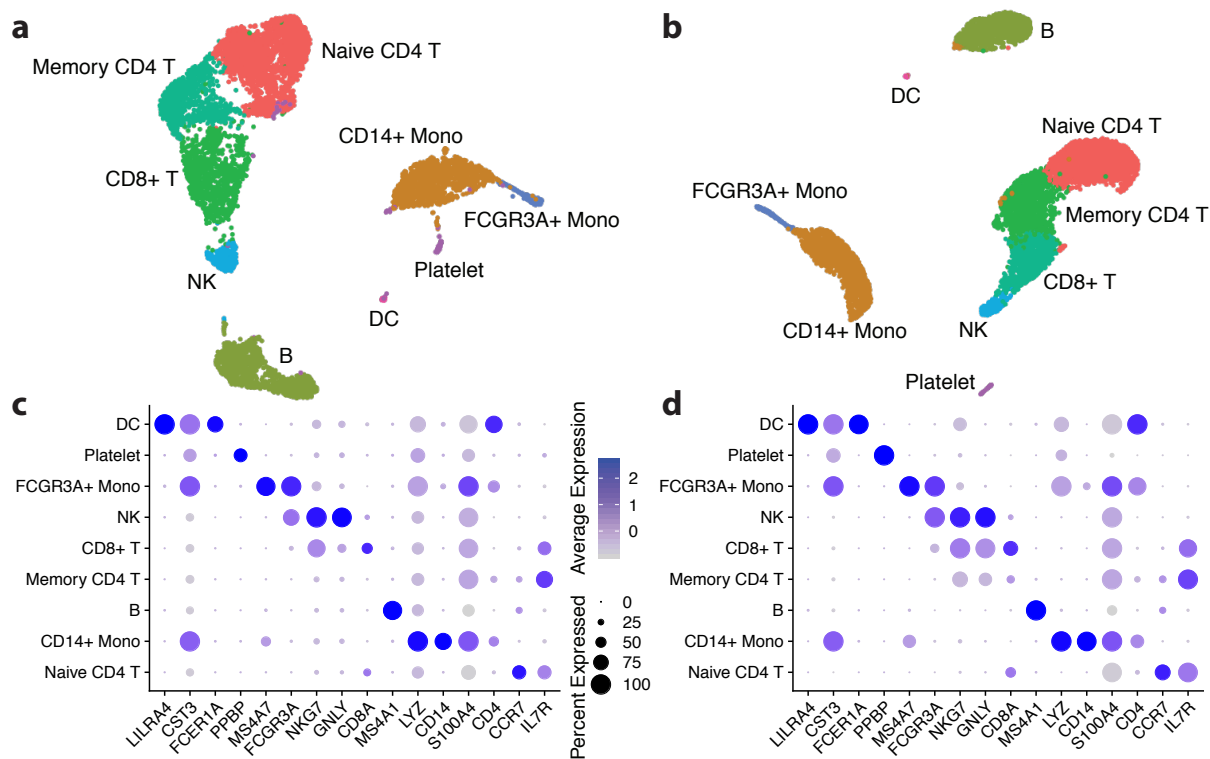 a
Naive CD4 T
Memory CD4 T
CD14+ Mono
CD8+ T
FCGR3A+ Mono
NK
Platelet
DC
B
b
B
DC
Naive CD4 T
FCGR3A+ Mono
Memory CD4 T
CD8+ T
CD14+ Mono
NK
Platelet
c
DC
Platelet
FCGR3A+ Mono
NK
CD8+ T
Memory CD4 T
B
CD14+ Mono
Naive CD4 T
LILRA4
CST3
FCER1A
PPBP
MS4A7
FCGR3A
NKG7
GNLY
CD8A
MS4A1
LYZ
CD14
S100A4
CD4
CCR7
IL7R
Average Expression
2
1
0
Percent Expressed
0
25
50
75
100
d
DC
Platelet
FCGR3A+ Mono
NK
CD8+ T
Memory CD4 T
B
CD14+ Mono
Naive CD4 T
LILRA4
CST3
FCER1A
PPBP
MS4A7
FCGR3A
NKG7
GNLY
CD8A
MS4A1
LYZ
CD14
S100A4
CD4
CCR7
IL7R